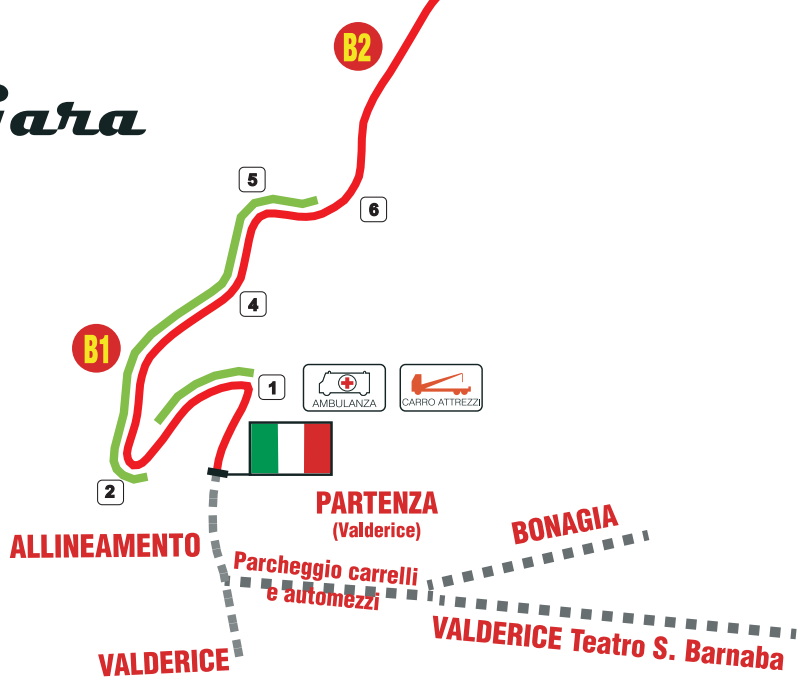 B2
Gara
5
6
4
B1
1
AMBULANZA
CARRO ATTREZZI
2
PARTENZA
(Valderice)
BONAGIA
ALLINEAMENTO
Parcheggio carrelli
e automezzi
VALDERICE Teatro S. Barnaba
VALDERICE